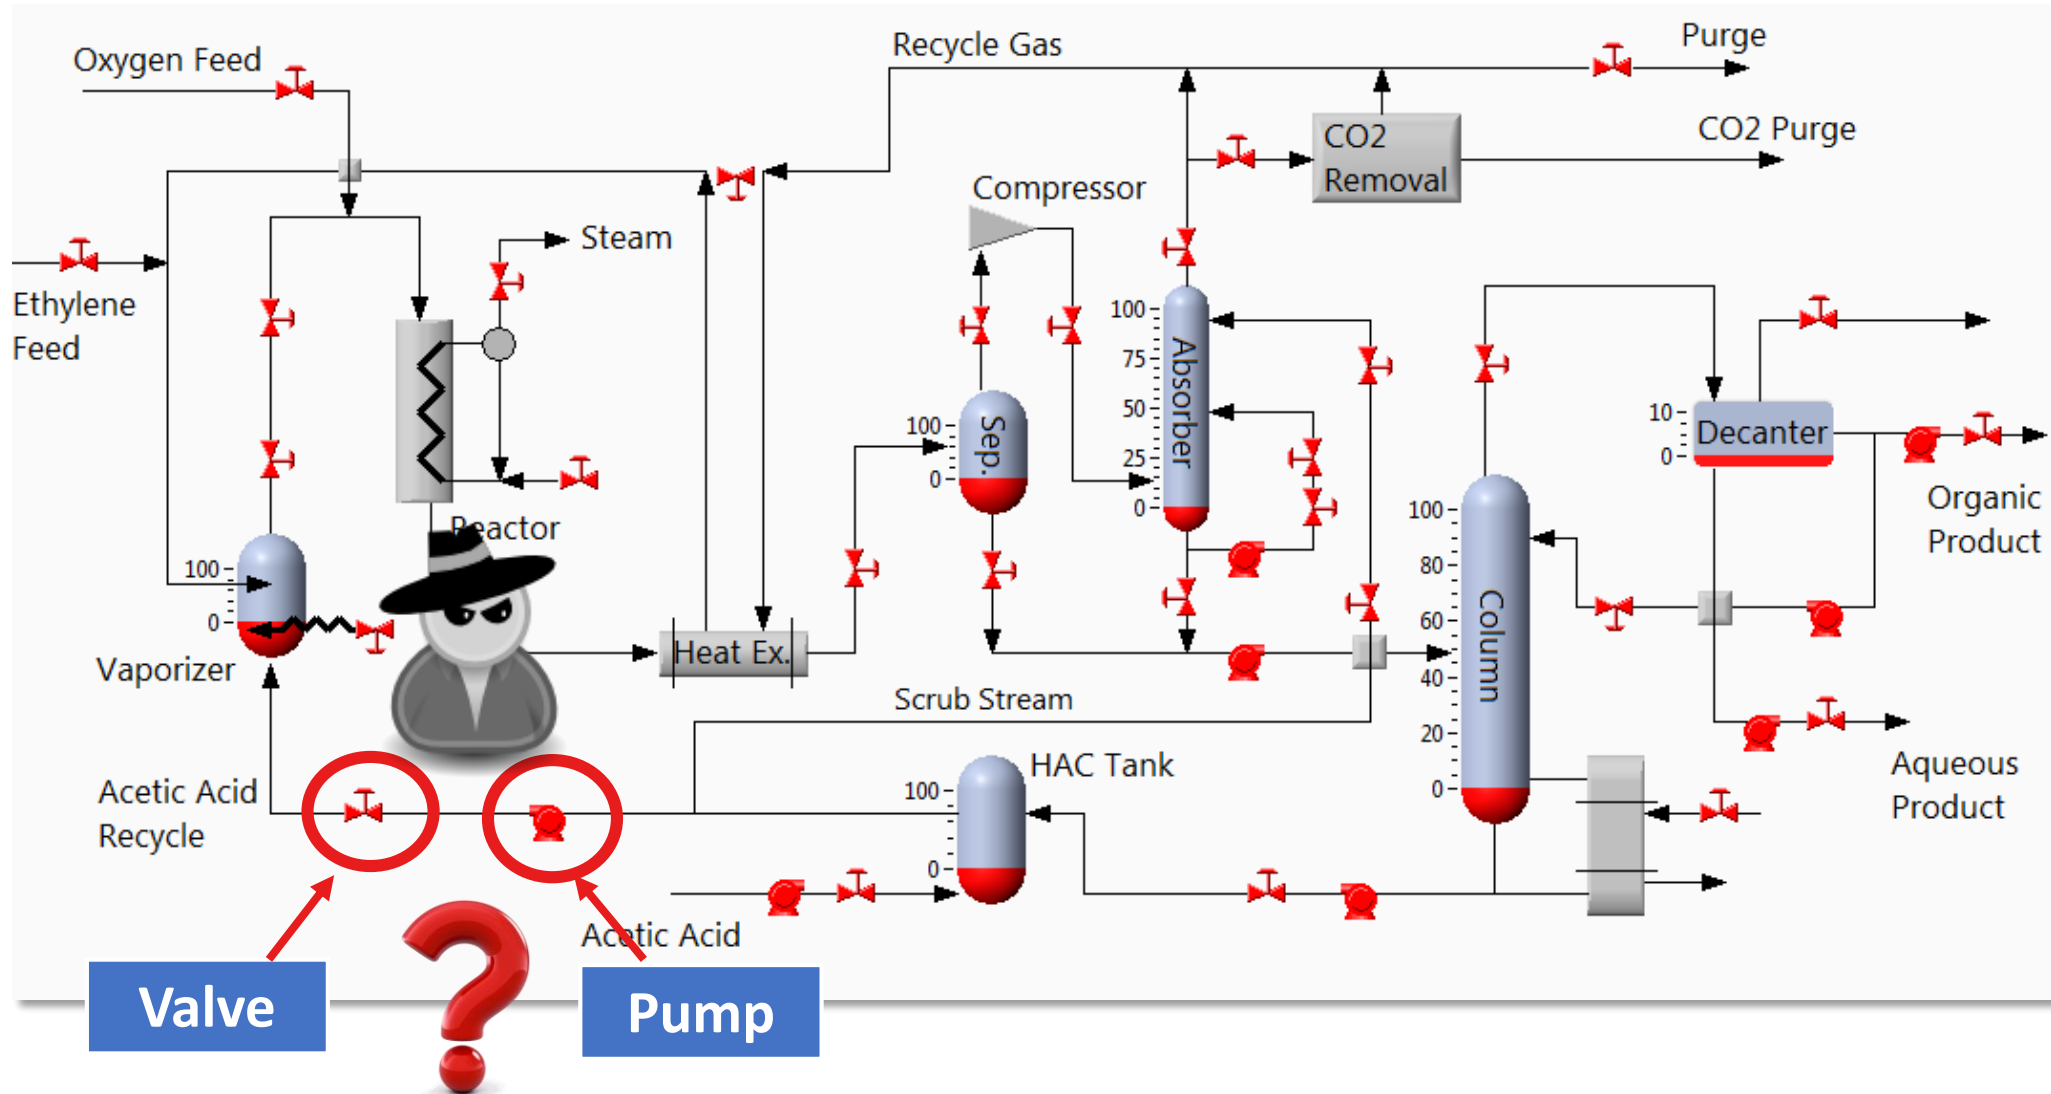 Oxygen Feed
Recycle Gas
Purge
CO2
Removal
CO2 Purge
Compressor
Steam
Ethylene
Feed
100
75
50
25
0
Absorber
100
0
Sep.
10
0
Decanter
Organic
Product
Reactor
100
0
Vaporizer
Heat Ex.
100
80
60
40
20
0
Column
Scrub Stream
HAC Tank
100
0
Acetic Acid
Recycle
Aqueous
Product
Acetic Acid
Valve
?
Pump